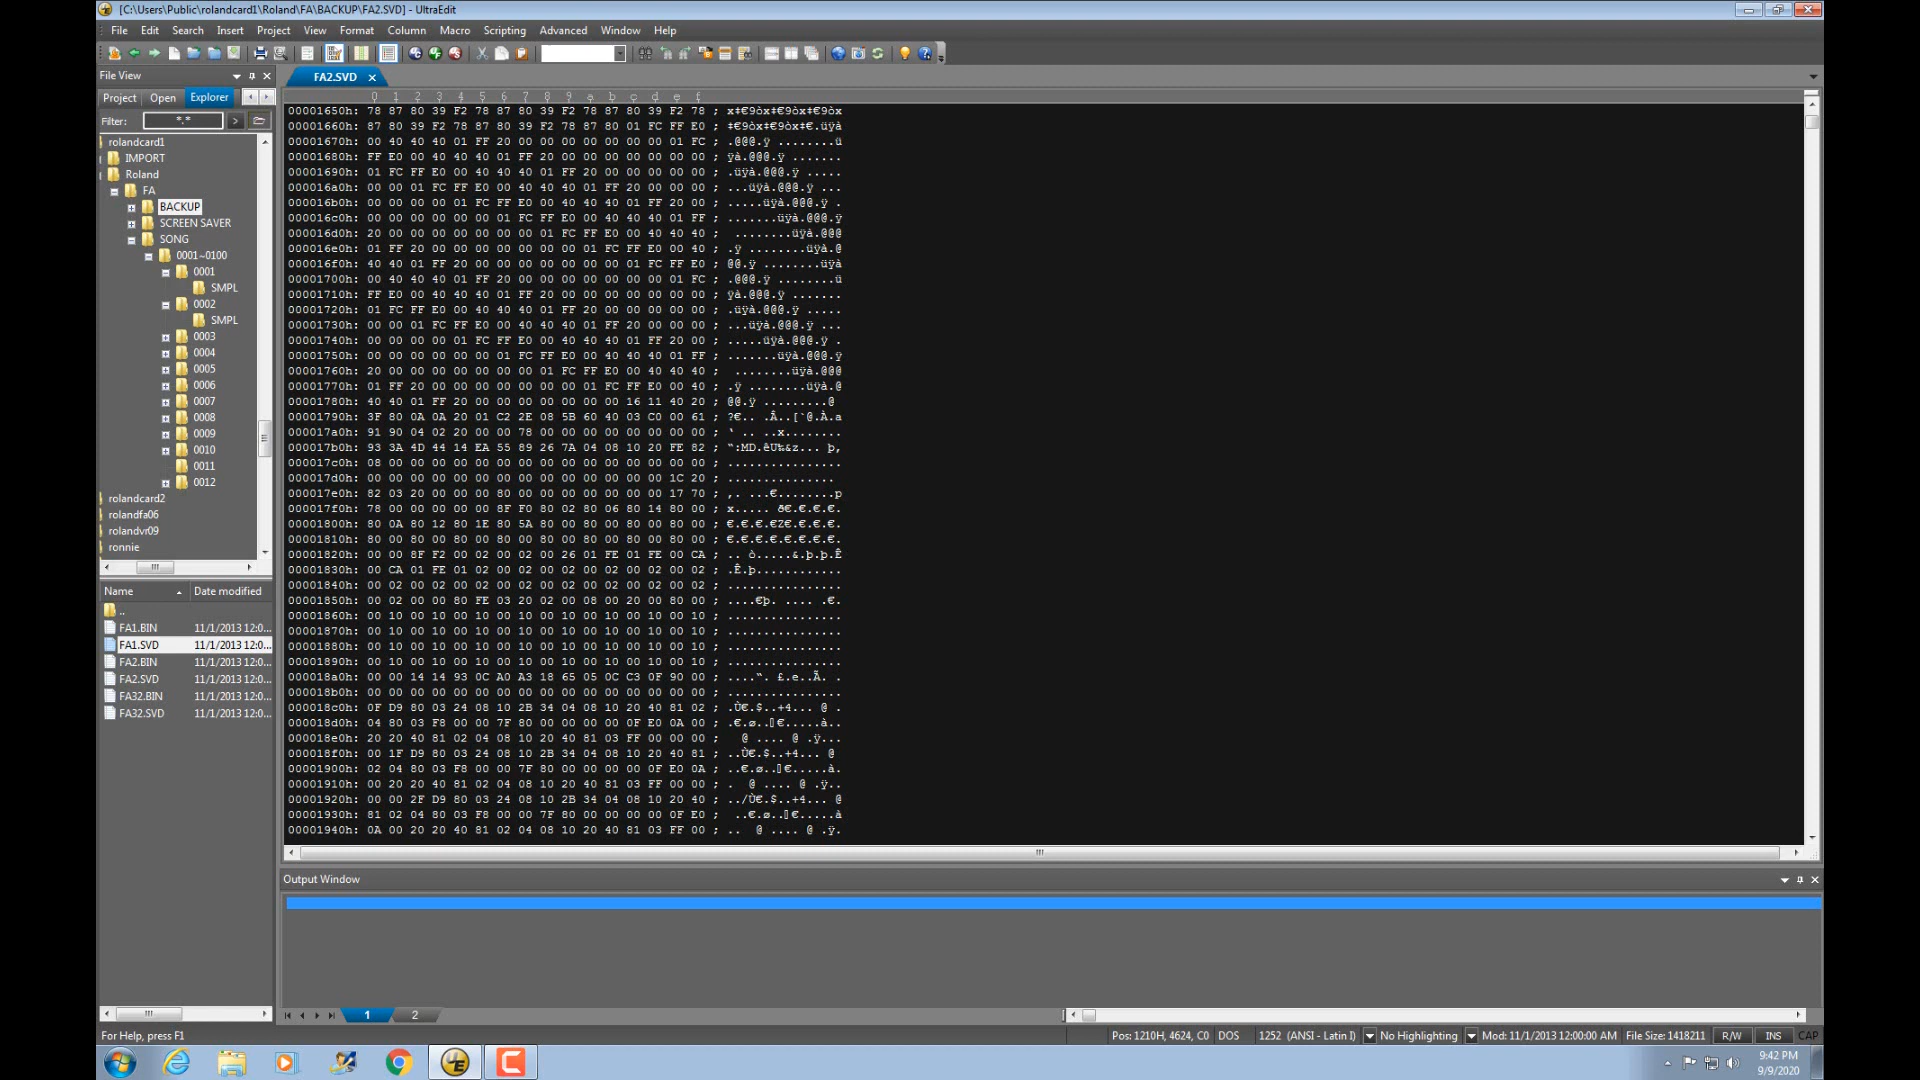 [C:\Users\Public\rolandcard1\Roland\FA\BACKUP\FA2.SVD] - UltraEdit
File Edit Search Insert Project View Format Column Macro Scripting Advanced Window Help
File View
FA2.SVD
Project Open Explorer
Filter: *.*
rolandcard1
IMPORT
Roland
FA
BACKUP
SCREEN SAVER
SONG
0001~0100
0001
SMPL
0002
SMPL
0003
0004
0005
0006
0007
0008
0009
0010
0011
0012
rolandcard2
rolandfa06
rolandvr09
ronnie
Name Date modified
..
FA1.BIN 11/1/2013 12:0...
FA1.SVD 11/1/2013 12:0...
FA2.BIN 11/1/2013 12:0...
FA2.SVD 11/1/2013 12:0...
FA32.BIN 11/1/2013 12:0...
FA32.SVD 11/1/2013 12:0...
0 1 2 3 4 5 6 7 8 9 a b c d e f
00001650h: 78 87 80 39 F2 78 87 80 39 F2 78 87 80 39 F2 78 ; x‡€9òx‡€9òx‡€9òx
00001660h: 87 80 39 F2 78 87 80 39 F2 78 87 80 01 FC FF E0 ; ‡€9òx‡€9òx‡€.üÿà
00001670h: 00 40 40 40 01 FF 20 00 00 00 00 00 00 00 01 FC ; .@@@.ÿ ........ü
00001680h: FF E0 00 40 40 40 01 FF 20 00 00 00 00 00 00 00 ; ÿà.@@@.ÿ .......
00001690h: 01 FC FF E0 00 40 40 40 01 FF 20 00 00 00 00 00 ; .üÿà.@@@.ÿ .....
000016a0h: 00 00 01 FC FF E0 00 40 40 40 01 FF 20 00 00 00 ; ...üÿà.@@@.ÿ ...
000016b0h: 00 00 00 00 01 FC FF E0 00 40 40 40 01 FF 20 00 ; .....üÿà.@@@.ÿ .
000016c0h: 00 00 00 00 00 00 01 FC FF E0 00 40 40 40 01 FF ; .......üÿà.@@@.ÿ
000016d0h: 20 00 00 00 00 00 00 00 01 FC FF E0 00 40 40 40 ;  ........üÿà.@@@
000016e0h: 01 FF 20 00 00 00 00 00 00 00 01 FC FF E0 00 40 ; .ÿ ........üÿà.@
000016f0h: 40 40 01 FF 20 00 00 00 00 00 00 00 01 FC FF E0 ; @@.ÿ ........üÿà
00001700h: 00 40 40 40 01 FF 20 00 00 00 00 00 00 00 01 FC ; .@@@.ÿ ........ü
00001710h: FF E0 00 40 40 40 01 FF 20 00 00 00 00 00 00 00 ; ÿà.@@@.ÿ .......
00001720h: 01 FC FF E0 00 40 40 40 01 FF 20 00 00 00 00 00 ; .üÿà.@@@.ÿ .....
00001730h: 00 00 01 FC FF E0 00 40 40 40 01 FF 20 00 00 00 ; ...üÿà.@@@.ÿ ...
00001740h: 00 00 00 00 01 FC FF E0 00 40 40 40 01 FF 20 00 ; .....üÿà.@@@.ÿ .
00001750h: 00 00 00 00 00 00 01 FC FF E0 00 40 40 40 01 FF ; .......üÿà.@@@.ÿ
00001760h: 20 00 00 00 00 00 00 00 01 FC FF E0 00 40 40 40 ;  ........üÿà.@@@
00001770h: 01 FF 20 00 00 00 00 00 00 00 01 FC FF E0 00 40 ; .ÿ ........üÿà.@
00001780h: 40 40 01 FF 20 00 00 00 00 00 00 00 16 11 40 20 ; @@.ÿ .........@
00001790h: 3F 80 0A 0A 20 01 C2 2E 08 5B 60 40 03 C0 00 61 ; ?€.. .Â..[`@.À.a
000017a0h: 91 90 04 02 20 00 00 78 00 00 00 00 00 00 00 00 ; ‘ .. ..x........
000017b0h: 93 3A 4D 44 14 EA 55 89 26 7A 04 08 10 20 FE 82 ; “:MD.êU‰&z... þ‚
000017c0h: 08 00 00 00 00 00 00 00 00 00 00 00 00 00 00 00 ; ................
000017d0h: 00 00 00 00 00 00 00 00 00 00 00 00 00 00 1C 20 ; ...............
000017e0h: 82 03 20 00 00 00 80 00 00 00 00 00 00 00 17 70 ; ‚. ...€........p
000017f0h: 78 00 00 00 00 00 8F F0 80 02 80 06 80 14 80 00 ; x..... ð€.€.€.€.
00001800h: 80 0A 80 12 80 1E 80 5A 80 00 80 00 80 00 80 00 ; €.€.€.€Z€.€.€.€.
00001810h: 80 00 80 00 80 00 80 00 80 00 80 00 80 00 80 00 ; €.€.€.€.€.€.€.€.
00001820h: 00 00 8F F2 00 02 00 02 00 26 01 FE 01 FE 00 CA ; .. ò.....&.þ.þ.Ê
00001830h: 00 CA 01 FE 01 02 00 02 00 02 00 02 00 02 00 02 ; .Ê.þ............
00001840h: 00 02 00 02 00 02 00 02 00 02 00 02 00 02 00 02 ; ................
00001850h: 00 02 00 00 80 FE 03 20 02 00 08 00 20 00 80 00 ; ....€þ. .... .€.
00001860h: 00 10 00 10 00 10 00 10 00 10 00 10 00 10 00 10 ; ................
00001870h: 00 10 00 10 00 10 00 10 00 10 00 10 00 10 00 10 ; ................
00001880h: 00 10 00 10 00 10 00 10 00 10 00 10 00 10 00 10 ; ................
00001890h: 00 10 00 10 00 10 00 10 00 10 00 10 00 10 00 10 ; ................
000018a0h: 00 00 14 14 93 0C A0 A3 18 65 05 0C C3 0F 90 00 ; ....“. £.e..Ã. .
000018b0h: 00 00 00 00 00 00 00 00 00 00 00 00 00 00 00 00 ; ................
000018c0h: 0F D9 80 03 24 08 10 2B 34 04 08 10 20 40 81 02 ; .Ù€.$..+4... @ .
000018d0h: 04 80 03 F8 00 00 7F 80 00 00 00 00 0F E0 0A 00 ; .€.ø..▯€.....à..
000018e0h: 20 20 40 81 02 04 08 10 20 40 81 03 FF 00 00 00 ;   @ .... @ .ÿ...
000018f0h: 00 1F D9 80 03 24 08 10 2B 34 04 08 10 20 40 81 ; ..Ù€.$..+4... @
00001900h: 02 04 80 03 F8 00 00 7F 80 00 00 00 00 0F E0 0A ; ..€.ø..▯€.....à.
00001910h: 00 20 20 40 81 02 04 08 10 20 40 81 03 FF 00 00 ; .  @ .... @ .ÿ..
00001920h: 00 00 2F D9 80 03 24 08 10 2B 34 04 08 10 20 40 ; ../Ù€.$..+4... @
00001930h: 81 02 04 80 03 F8 00 00 7F 80 00 00 00 00 0F E0 ;  ..€.ø..▯€.....à
00001940h: 0A 00 20 20 40 81 02 04 08 10 20 40 81 03 FF 00 ; ..  @ .... @ .ÿ.
Output Window
1 2
For Help, press F1
Pos: 1210H, 4624, C0 DOS 1252 (ANSI - Latin I) No Highlighting Mod: 11/1/2013 12:00:00 AM File Size: 1418211 R/W INS CAP
9:42 PM
9/9/2020